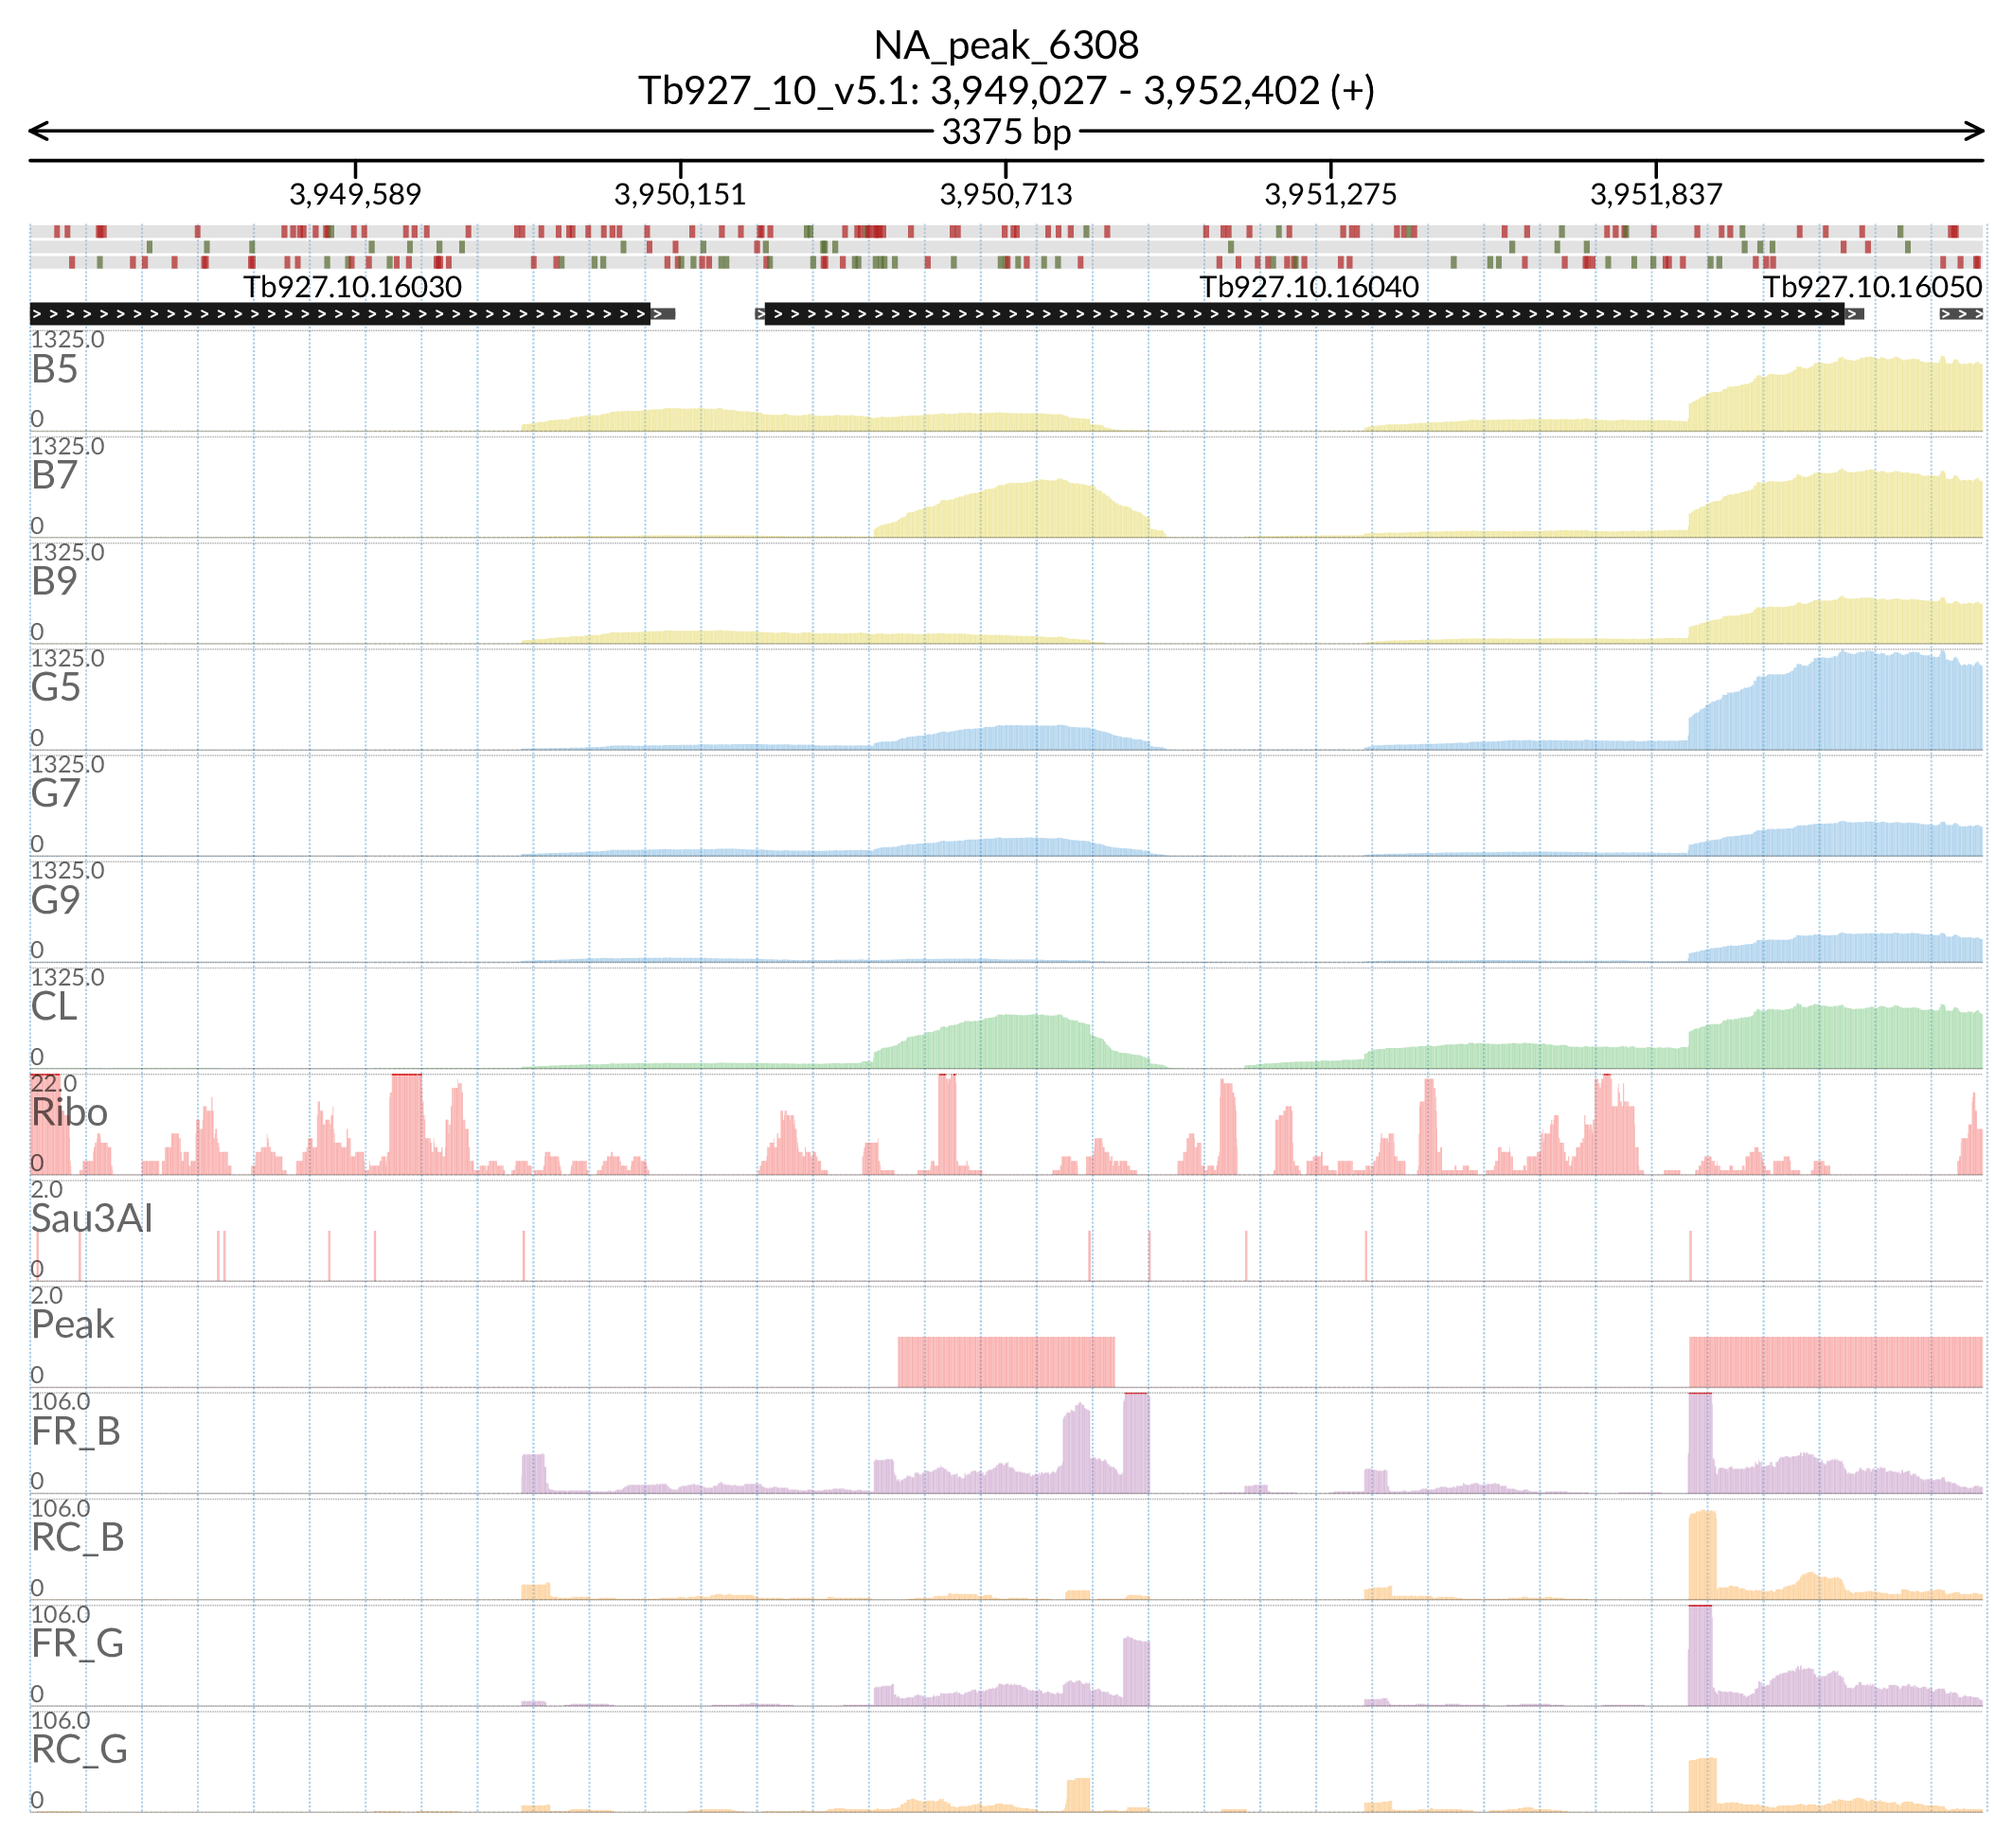 NA_peak_6308
Tb927_10_v5.1: 3,949,027 - 3,952,402 (+)
3375 bp
3,949,589 3,950,151 3,950,713 3,951,275 3,951,837
Tb927.10.16030 Tb927.10.16040 Tb927.10.16050
1325.0
B5
0
1325.0
B7
0
1325.0
B9
0
1325.0
G5
0
1325.0
G7
0
1325.0
G9
0
1325.0
CL
0
22.0
Ribo
0
2.0
Sau3AI
0
2.0
Peak
0
106.0
FR_B
0
106.0
RC_B
0
106.0
FR_G
0
106.0
RC_G
0